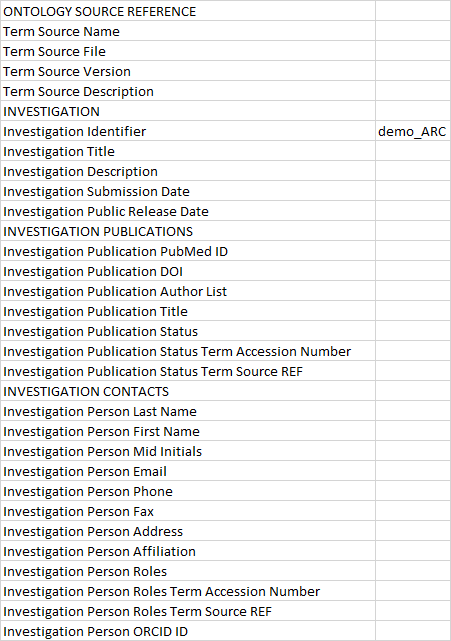 ONTOLOGY SOURCE REFERENCE
Term Source Name
Term Source File
Term Source Version
Term Source Description
INVESTIGATION
Investigation Identifier demo_ARC
Investigation Title
Investigation Description
Investigation Submission Date
Investigation Public Release Date
INVESTIGATION PUBLICATIONS
Investigation Publication PubMed ID
Investigation Publication DOI
Investigation Publication Author List
Investigation Publication Title
Investigation Publication Status
Investigation Publication Status Term Accession Number
Investigation Publication Status Term Source REF
INVESTIGATION CONTACTS
Investigation Person Last Name
Investigation Person First Name
Investigation Person Mid Initials
Investigation Person Email
Investigation Person Phone
Investigation Person Fax
Investigation Person Address
Investigation Person Affiliation
Investigation Person Roles
Investigation Person Roles Term Accession Number
Investigation Person Roles Term Source REF
Investigation Person ORCID ID